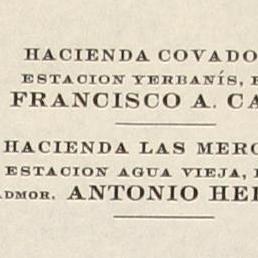 HACIENDA COVADO
ESTACION YERBANÍS,
FRANCISCO A. CA
HACIENDA LAS MERC
ESTACION AGUA VIEJA,
ADMOR. ANTONIO HE